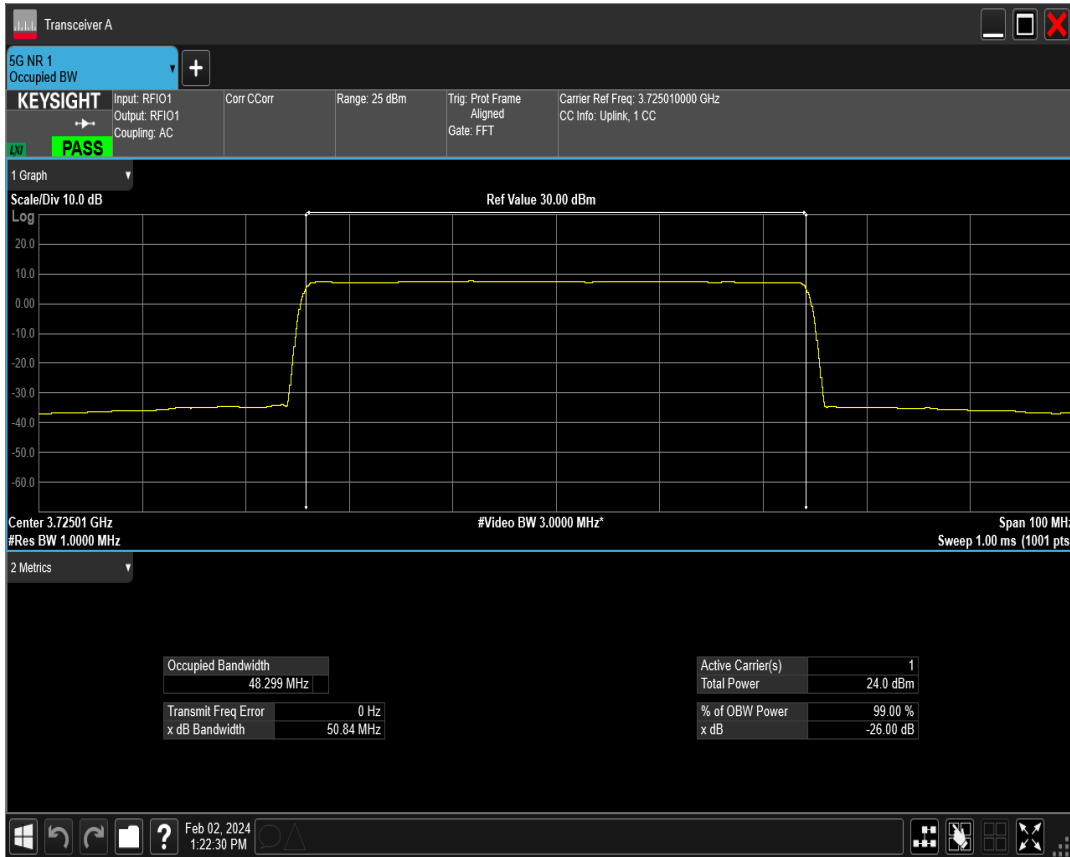 Transceiver A
5G NR 1
Occupied BW
+
KEYSIGHT
LXI
PASS
Input: RFIO1
Output: RFIO1
Coupling: AC
Corr CCorr
Range: 25 dBm
Trig: Prot Frame
Aligned
Gate: FFT
Carrier Ref Freq: 3.725010000 GHz
CC Info: Uplink, 1 CC
1 Graph
Scale/Div 10.0 dB
Ref Value 30.00 dBm
Log
20.0
10.0
0.00
-10.0
-20.0
-30.0
-40.0
-50.0
-60.0
Center 3.72501 GHz
#Video BW 3.0000 MHz*
Span 100 MHz
#Res BW 1.0000 MHz
Sweep 1.00 ms (1001 pts
2 Metrics
Occupied Bandwidth
48.299 MHz
Transmit Freq Error 0 Hz
x dB Bandwidth 50.84 MHz
Active Carrier(s) 1
Total Power 24.0 dBm
% of OBW Power 99.00 %
x dB -26.00 dB
?
Feb 02, 2024
1:22:30 PM